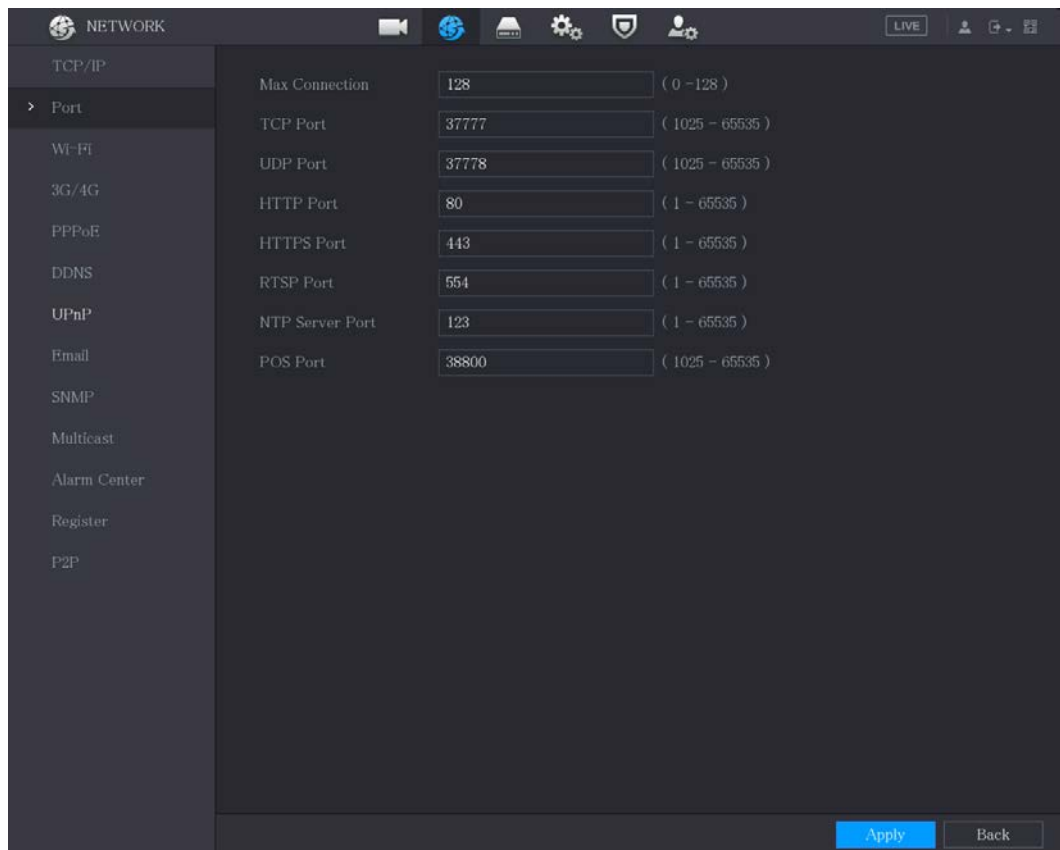 NETWORK
LIVE
TCP/IP
Port
Wi-Fi
3G/4G
PPPoE
DDNS
UPnP
Email
SNMP
Multicast
Alarm Center
Register
P2P
Max Connection 128 ( 0 -128 )
TCP Port 37777 ( 1025 - 65535 )
UDP Port 37778 ( 1025 - 65535 )
HTTP Port 80 ( 1 - 65535 )
HTTPS Port 443 ( 1 - 65535 )
RTSP Port 554 ( 1 - 65535 )
NTP Server Port 123 ( 1 - 65535 )
POS Port 38800 ( 1025 - 65535 )
Apply Back